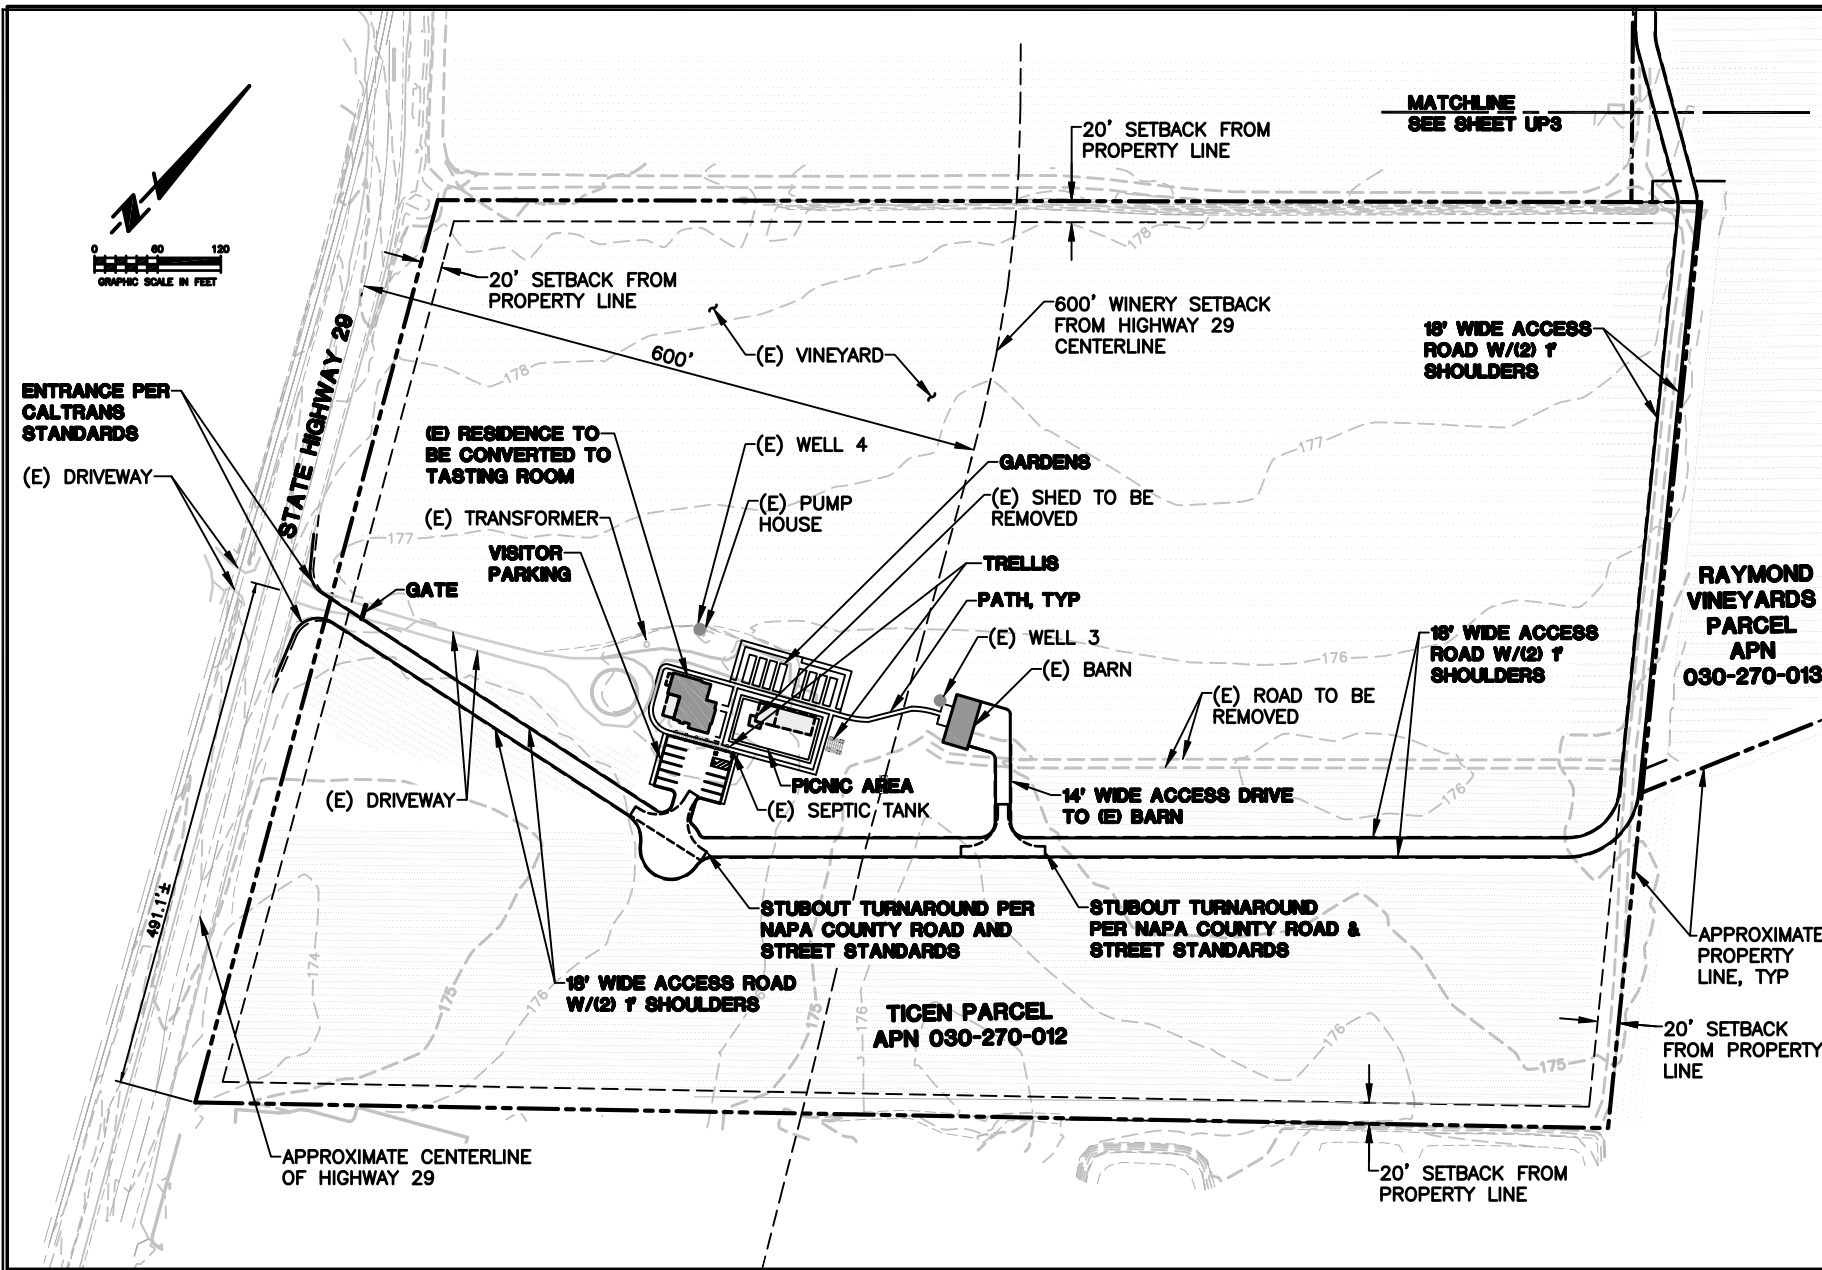 MATCHLINE
SEE SHEET UP3
20' SETBACK FROM
PROPERTY LINE
178
N
0 60 120
GRAPHIC SCALE IN FEET
20' SETBACK FROM
PROPERTY LINE
600' WINERY SETBACK
FROM HIGHWAY 29
CENTERLINE
18' WIDE ACCESS
ROAD W/(2) 1'
SHOULDERS
STATE HIGHWAY 29
600'
(E) VINEYARD
178
ENTRANCE PER
CALTRANS
STANDARDS
(E) DRIVEWAY
(E) RESIDENCE TO
BE CONVERTED TO
TASTING ROOM
(E) WELL 4
177
GARDENS
(E) SHED TO BE
REMOVED
(E) TRANSFORMER
(E) PUMP
HOUSE
177
VISITOR
PARKING
TRELLIS
GATE
PATH, TYP
RAYMOND
VINEYARDS
PARCEL
APN
030-270-013
(E) WELL 3
(E) BARN
18' WIDE ACCESS
ROAD W/(2) 1'
SHOULDERS
176
(E) ROAD TO BE
REMOVED
(E) DRIVEWAY
PICNIC AREA
(E) SEPTIC TANK
14' WIDE ACCESS DRIVE
TO (E) BARN
176
491.1'±
STUBOUT TURNAROUND PER
NAPA COUNTY ROAD AND
STREET STANDARDS
STUBOUT TURNAROUND
PER NAPA COUNTY ROAD &
STREET STANDARDS
APPROXIMATE
PROPERTY
LINE, TYP
174
175
176
18' WIDE ACCESS ROAD
W/(2) 1' SHOULDERS
176
175
176
TICEN PARCEL
APN 030-270-012
176
175
20' SETBACK
FROM PROPERTY
LINE
APPROXIMATE CENTERLINE
OF HIGHWAY 29
20' SETBACK FROM
PROPERTY LINE